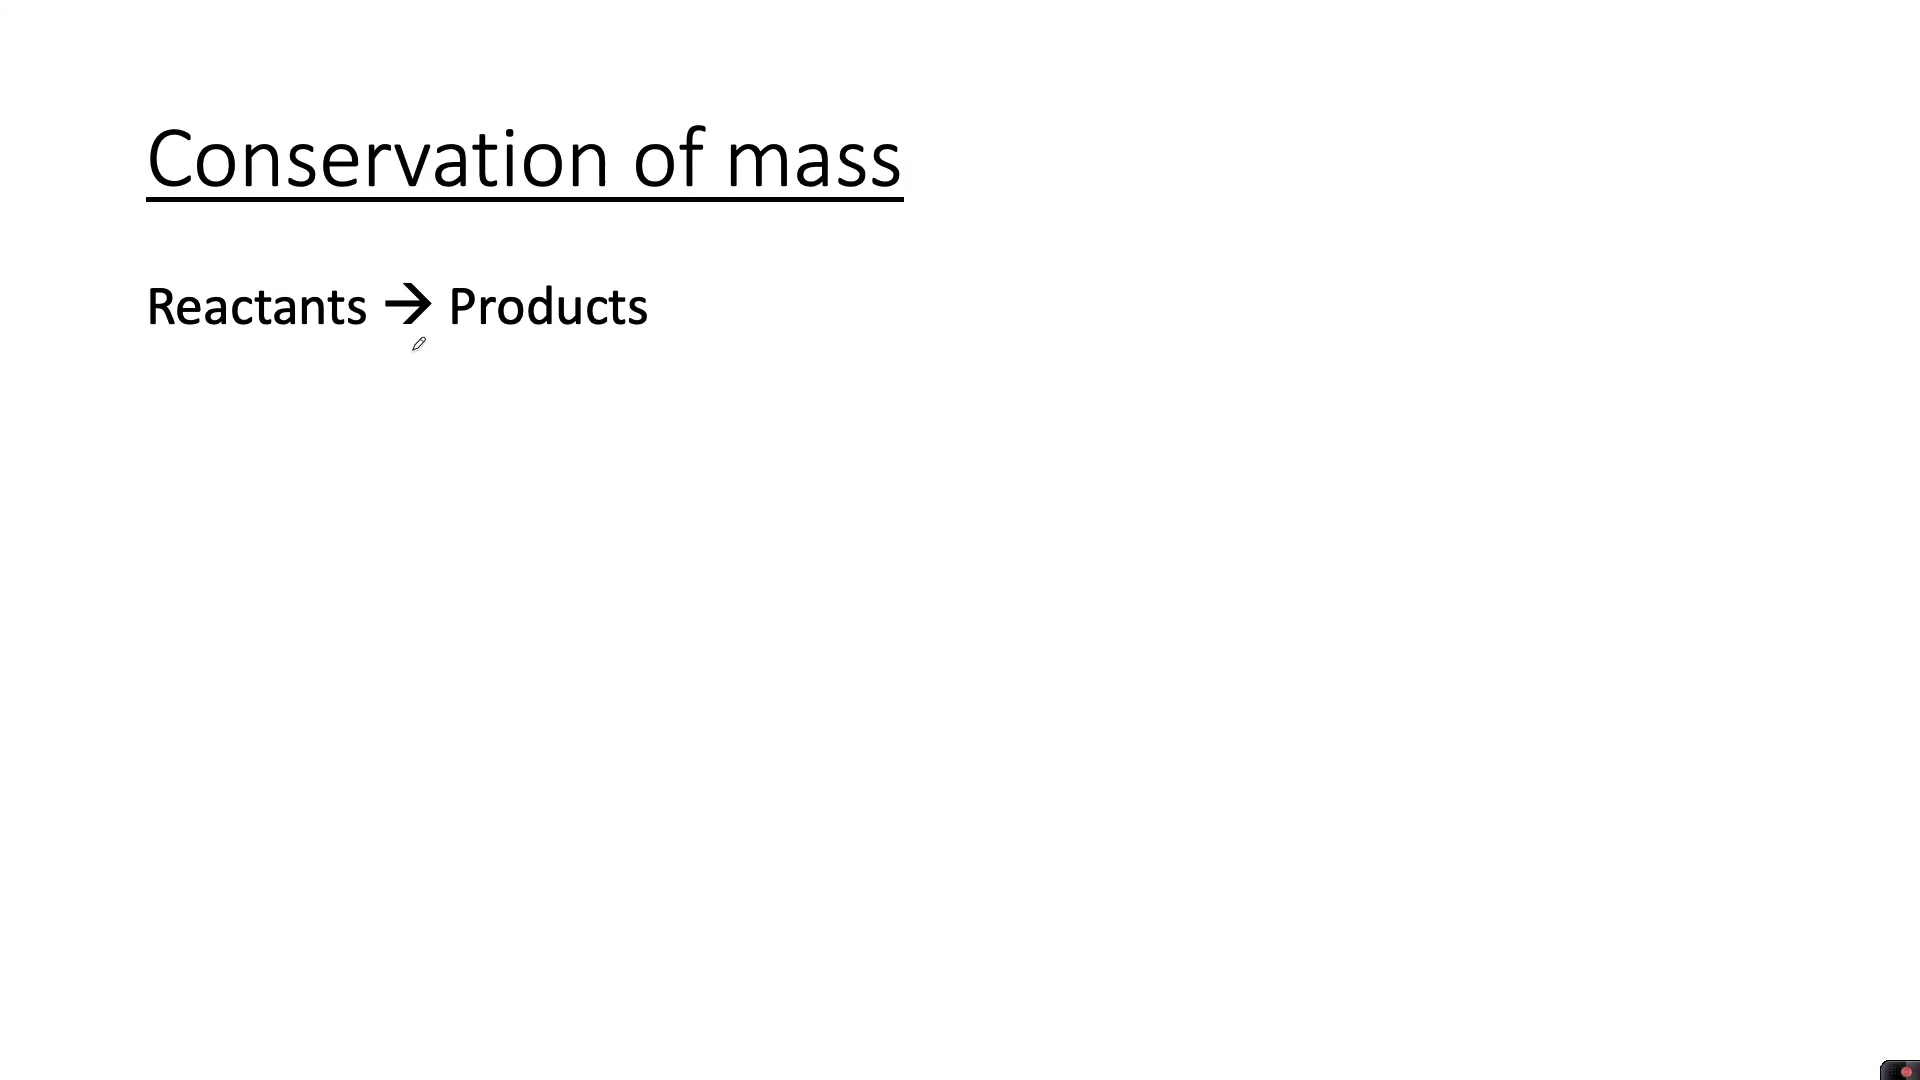 Conservation of mass
Reactants → Products